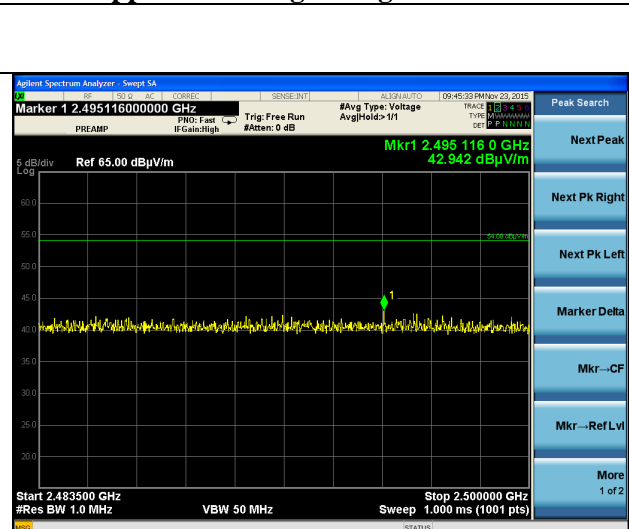 Agilent Spectrum Analyzer - Swept SA
RF 50 Ω AC CORREC SENSE:INT ALIGN AUTO 09:45:33 PM Nov 23, 2015
Marker 1 2.495116000000 GHz
PREAMP
PNO: Fast
IFGain:High
Trig: Free Run
#Atten: 0 dB
#Avg Type: Voltage
Avg|Hold:> 1/1
TRACE 1 2 3 4 5 6
TYPE MWWWWW
DET P P N N N N
Peak Search
Mkr1 2.495 116 0 GHz
42.942 dBµV/m
5 dB/div
Log
Ref 65.00 dBµV/m
60.0
55.0
54.00 dBµV/m
50.0
45.0
40.0
35.0
30.0
25.0
20.0
1
Start 2.483500 GHz
Stop 2.500000 GHz
#Res BW 1.0 MHz
VBW 50 MHz
Sweep 1.000 ms (1001 pts)
Next Peak
Next Pk Right
Next Pk Left
Marker Delta
Mkr→CF
Mkr→Ref Lvl
More
1 of 2
MSG
STATUS